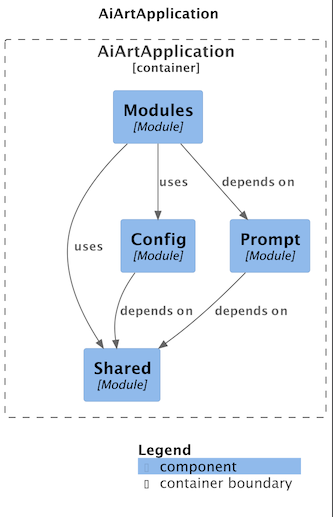 AiArtApplication
AiArtApplication
[container]
Modules
[Module]
uses
depends on
uses
Config
[Module]
Prompt
[Module]
depends on
depends on
Shared
[Module]
Legend
component
container boundary